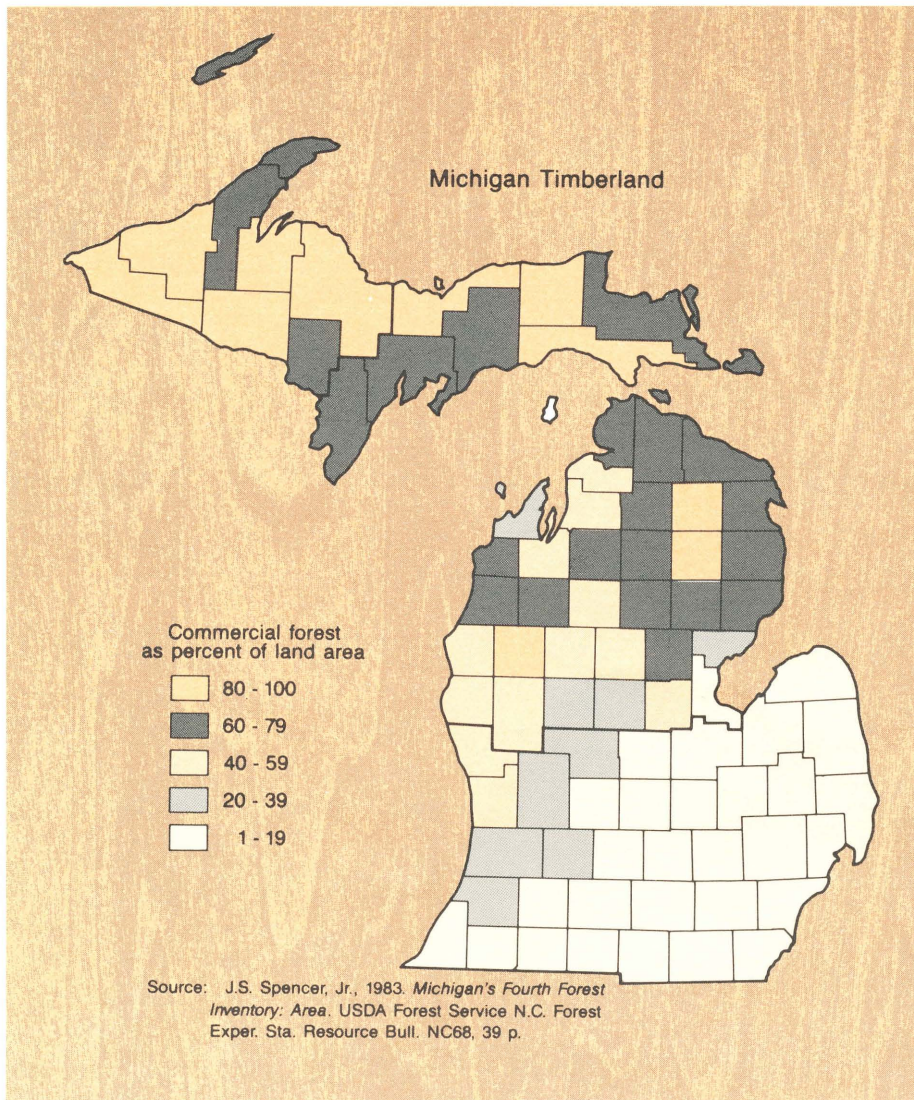 Michigan Timberland
Commercial forest
as percent of land area
80 - 100
60 - 79
40 - 59
20 - 39
1 - 19
Source: J.S. Spencer, Jr., 1983. Michigan's Fourth Forest
Inventory: Area. USDA Forest Service N.C. Forest
Exper. Sta. Resource Bull. NC68, 39 p.